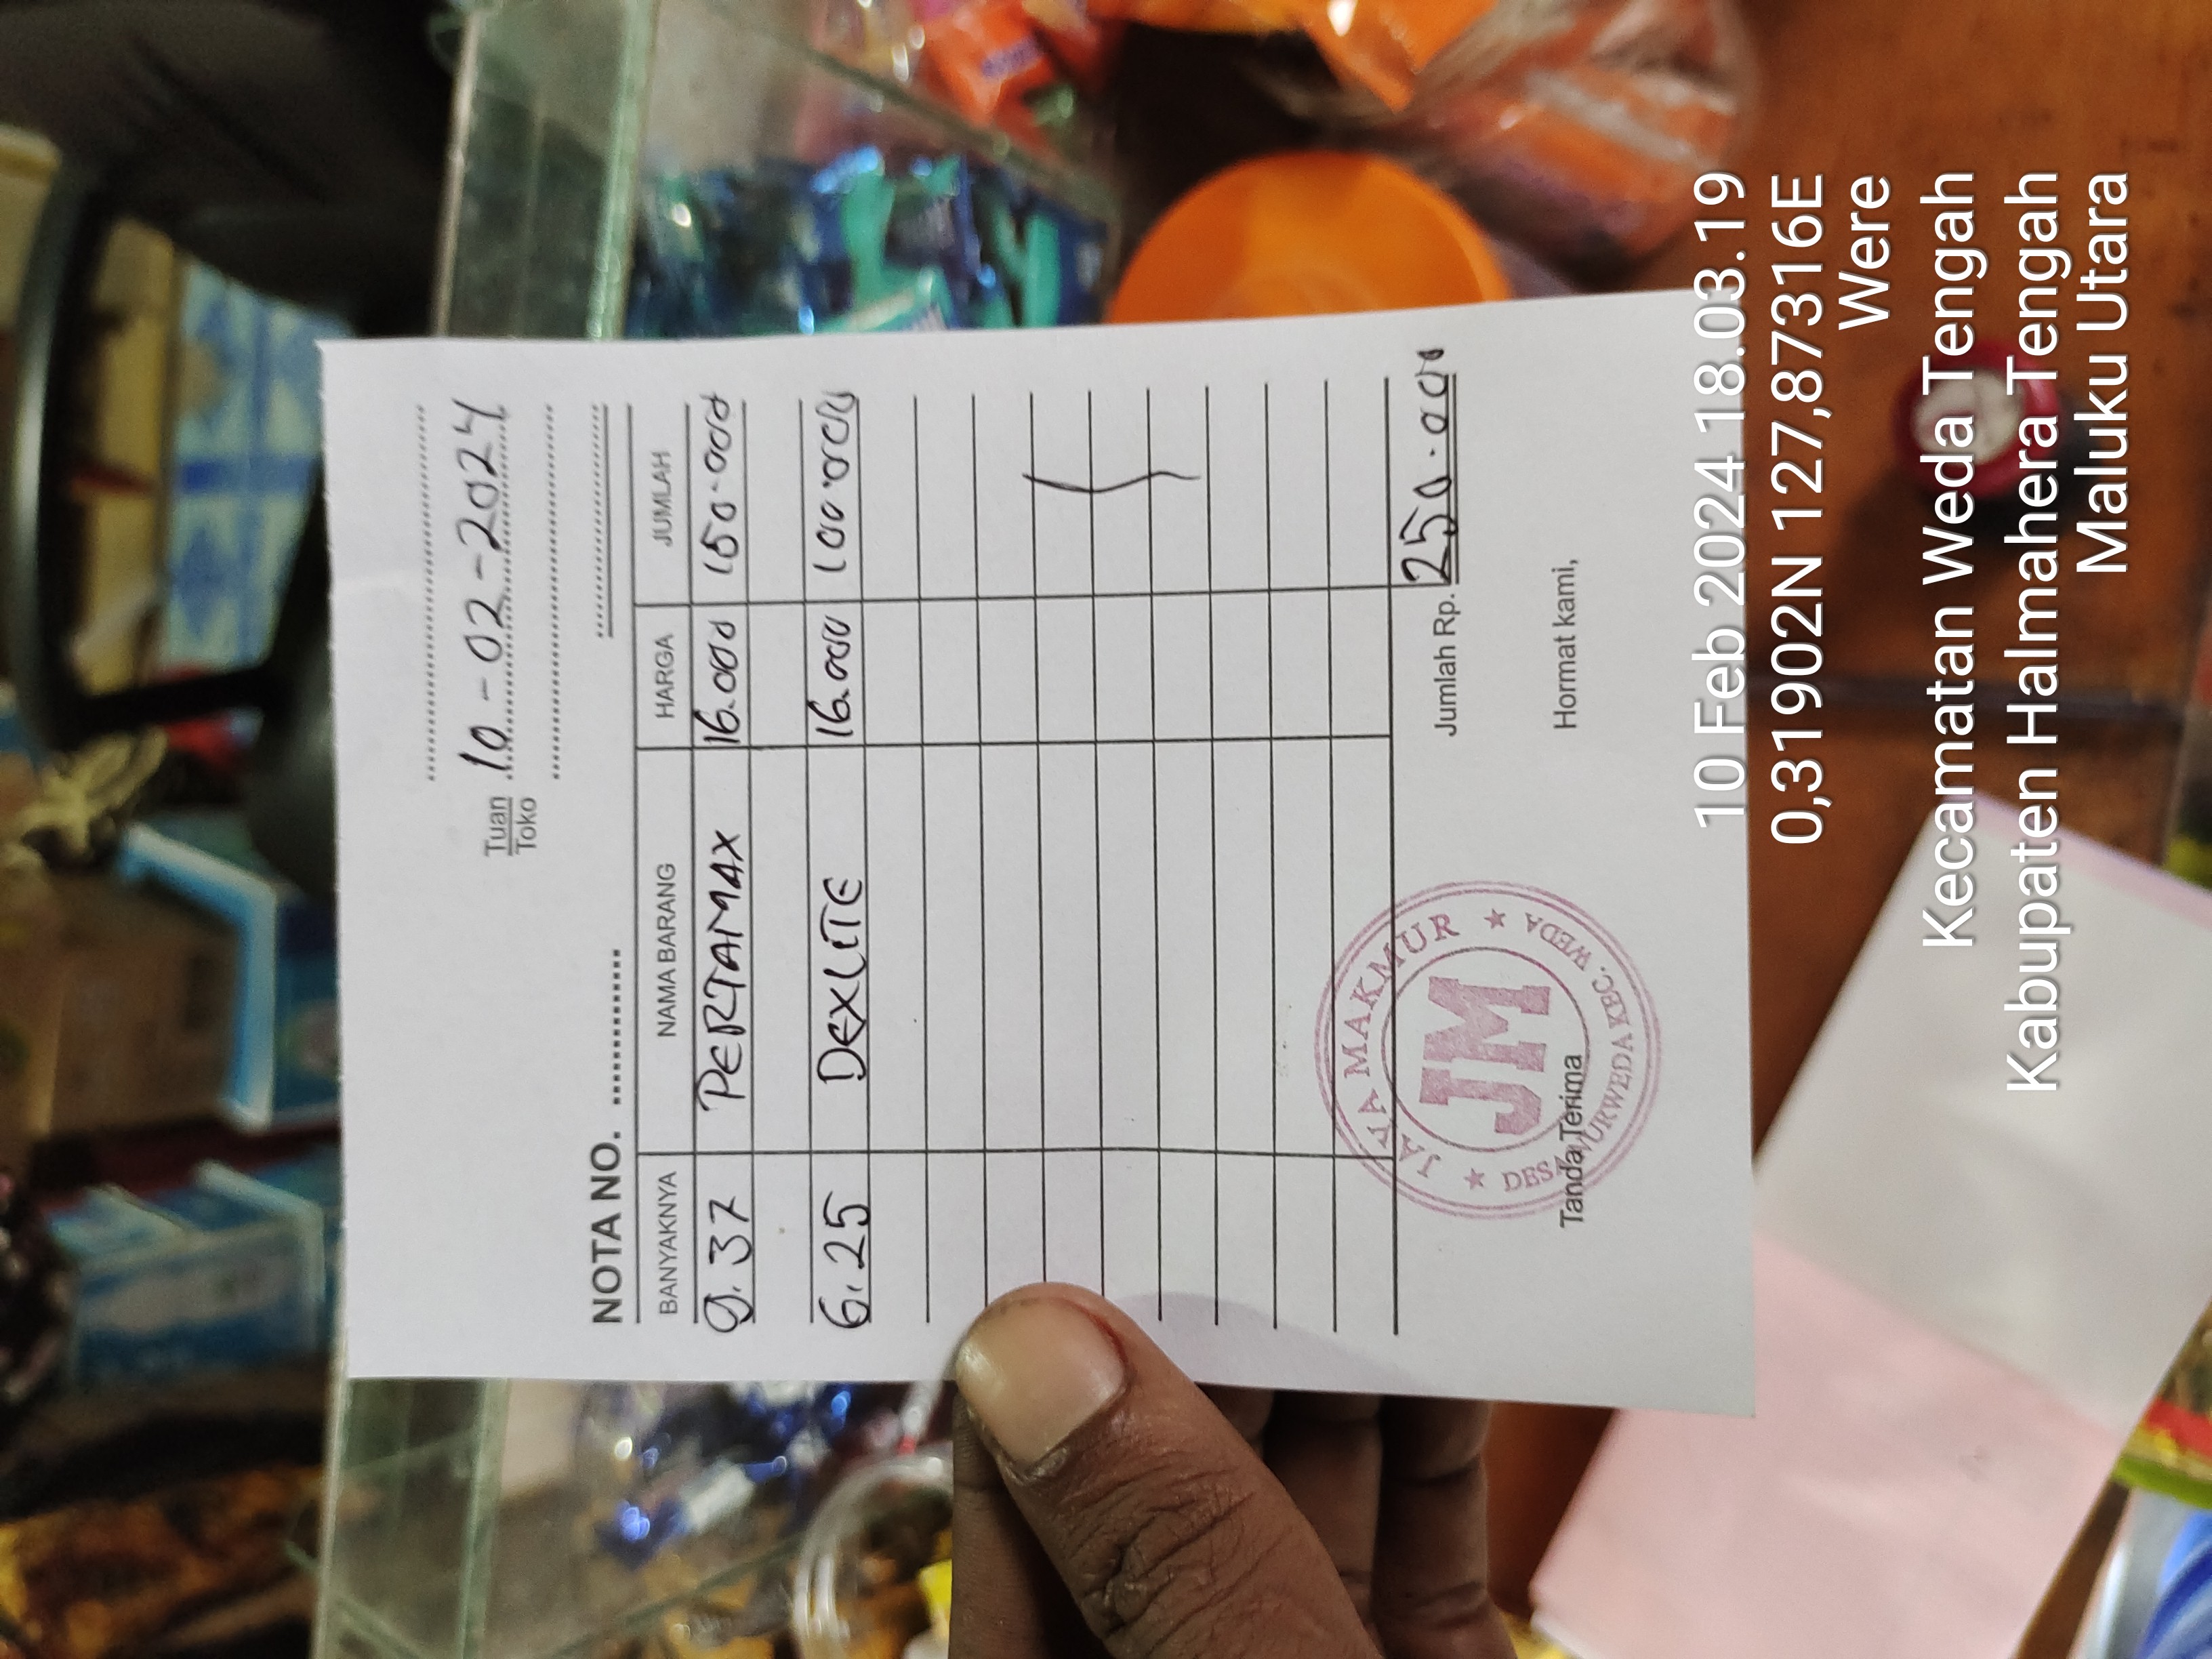 Tuan
Toko
10-02-2024
NOTA NO. ............
BANYAKNYA NAMA BARANG HARGA JUMLAH
9.37 PERTAMAX 16.000 150.000
6.25 DEXLITE 16.000 100.000
Jumlah Rp. 250.000
Tanda Terima Hormat kami,
JAYA MAKMUR
JM
DESA NURWEDA KEC. WEDA
10 Feb 2024 18.03.19
0,31902N 127,87316E
Were
Kecamatan Weda Tengah
Kabupaten Halmahera Tengah
Maluku Utara